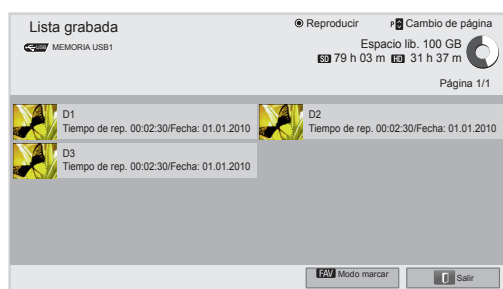 Lista grabada
Reproducir P Cambio de página
USB MEMORIA USB1
Espacio lib. 100 GB
SD 79 h 03 m HD 31 h 37 m
Página 1/1
D1
Tiempo de rep. 00:02:30/Fecha: 01.01.2010
D2
Tiempo de rep. 00:02:30/Fecha: 01.01.2010
D3
Tiempo de rep. 00:02:30/Fecha: 01.01.2010
FAV Modo marcar
Salir